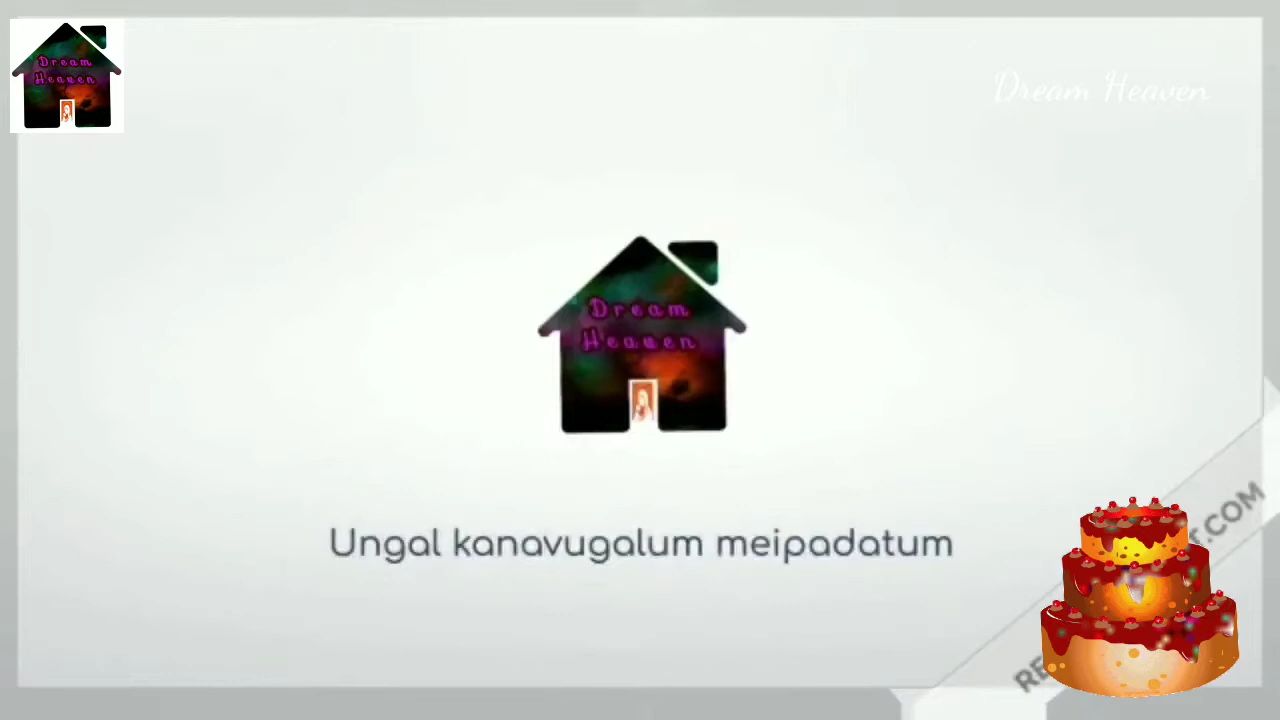 Dream
Heaven
Dream Heaven
Dream
Heaven
Ungal kanavugalum meipadatum